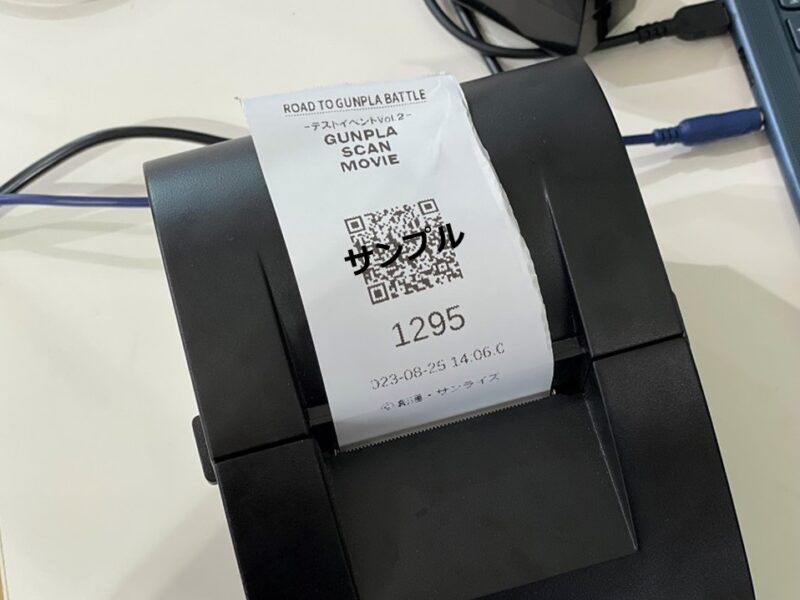 ROAD TO GUNPLA BATTLE
-テストイベントVol.2-
GUNPLA
SCAN
MOVIE
サンプル
1295
023-08-25 14:06.0
・サンライズ